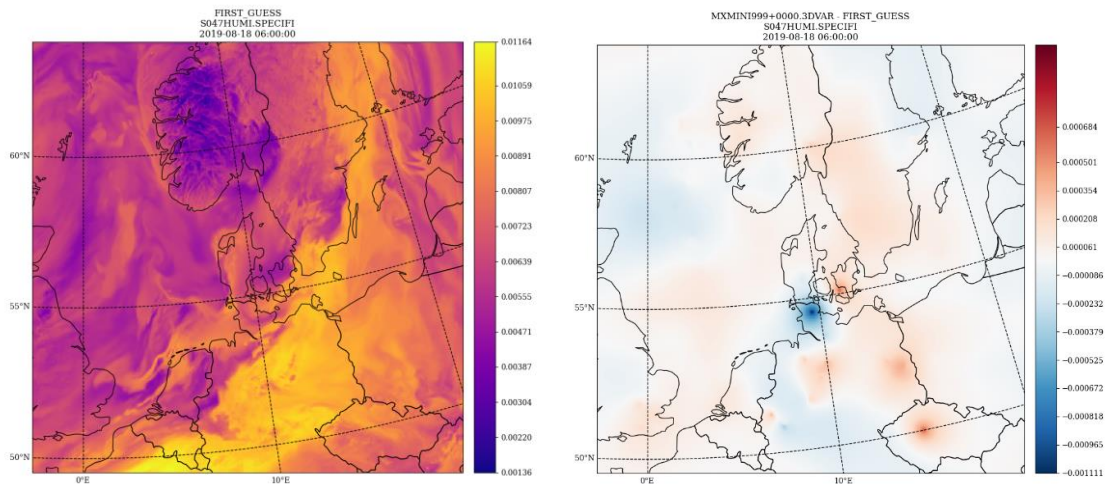 FIRST_GUESS
S047HUMI.SPECIFI
2019-08-18 06:00:00
60°N
55°N
50°N
0°E
10°E
0.01164
0.01059
0.00975
0.00891
0.00807
0.00723
0.00639
0.00555
0.00471
0.00387
0.00304
0.00220
0.00136
MXMINI999+0000.3DVAR - FIRST_GUESS
S047HUMI.SPECIFI
2019-08-18 06:00:00
60°N
55°N
50°N
0°E
10°E
0.000684
0.000501
0.000354
0.000208
0.000061
−0.000086
−0.000232
−0.000379
−0.000525
−0.000672
−0.000818
−0.000965
−0.001111